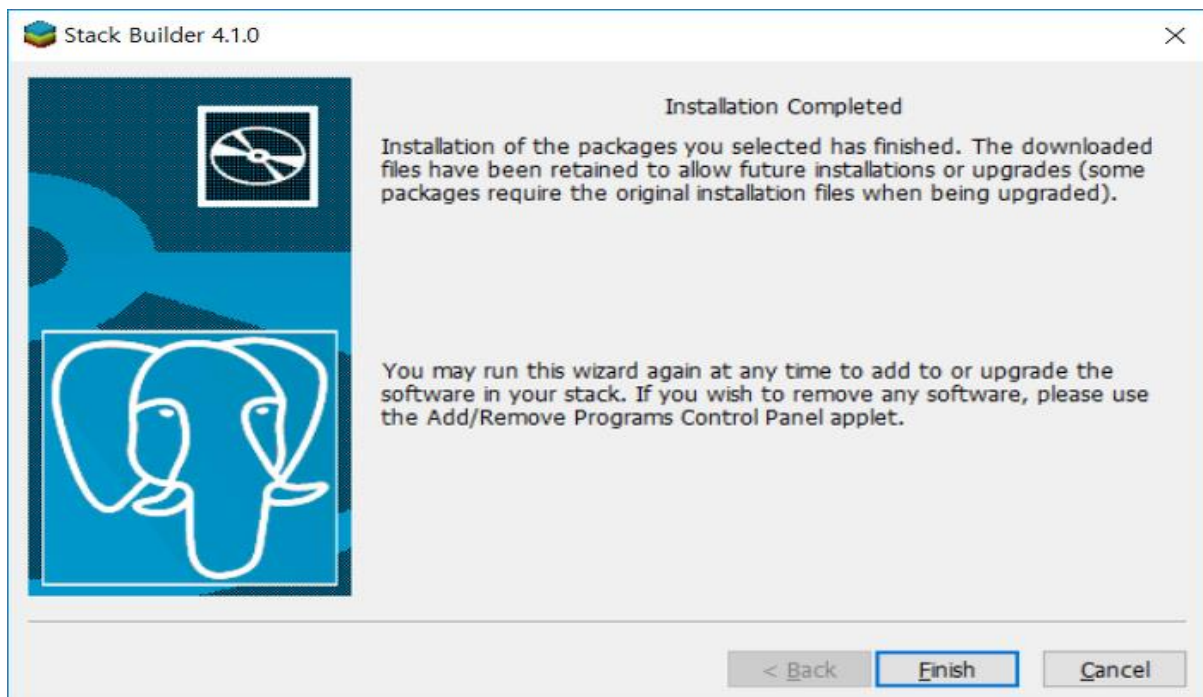 Stack Builder 4.1.0
Installation Completed
Installation of the packages you selected has finished. The downloaded
files have been retained to allow future installations or upgrades (some
packages require the original installation files when being upgraded).
You may run this wizard again at any time to add to or upgrade the
software in your stack. If you wish to remove any software, please use
the Add/Remove Programs Control Panel applet.
< Back Finish Cancel